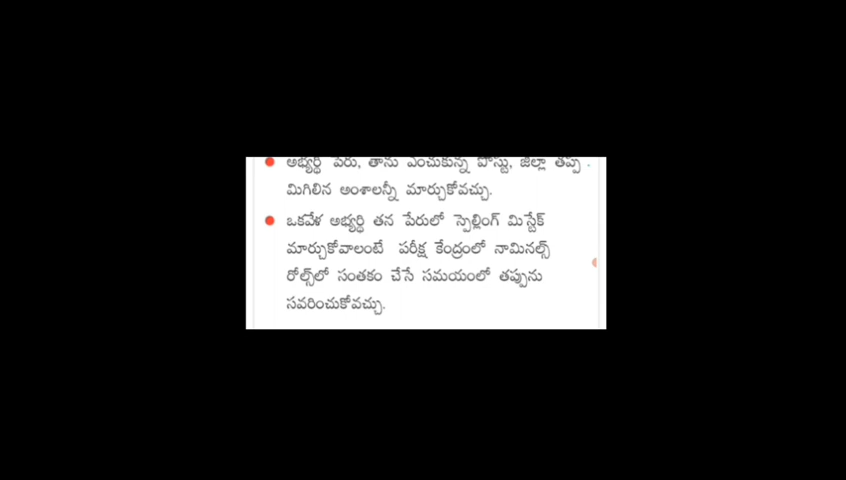 అభ్యర్థి పేరు, తాను ఎంచుకున్న పోస్టు, జిల్లా తప్ప
మిగిలిన అంశాలన్నీ మార్చుకోవచ్చు.
ఒకవేళ అభ్యర్థి తన పేరులో స్పెల్లింగ్ మిస్టేక్
మార్చుకోవాలంటే పరీక్ష కేంద్రంలో నామినల్స్
రోల్స్‌లో సంతకం చేసే సమయంలో తప్పును
సవరించుకోవచ్చు.